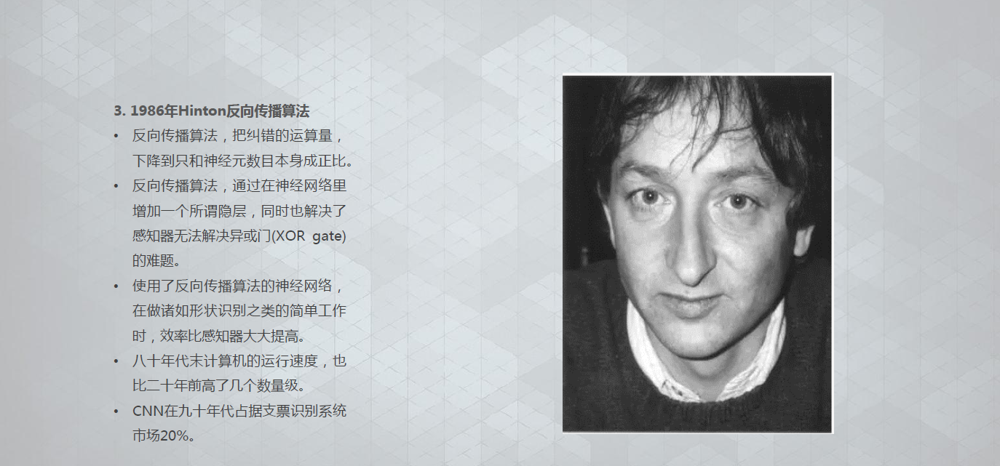 3. 1986年Hinton反向传播算法
• 反向传播算法，把纠错的运算量，
下降到只和神经元数目本身成正比。
• 反向传播算法，通过在神经网络里
增加一个所谓隐层，同时也解决了
感知器无法解决异或门(XOR gate)
的难题。
• 使用了反向传播算法的神经网络，
在做诸如形状识别之类的简单工作
时，效率比感知器大大提高。
• 八十年代末计算机的运行速度，也
比二十年前高了几个数量级。
• CNN在九十年代占据支票识别系统
市场20%。